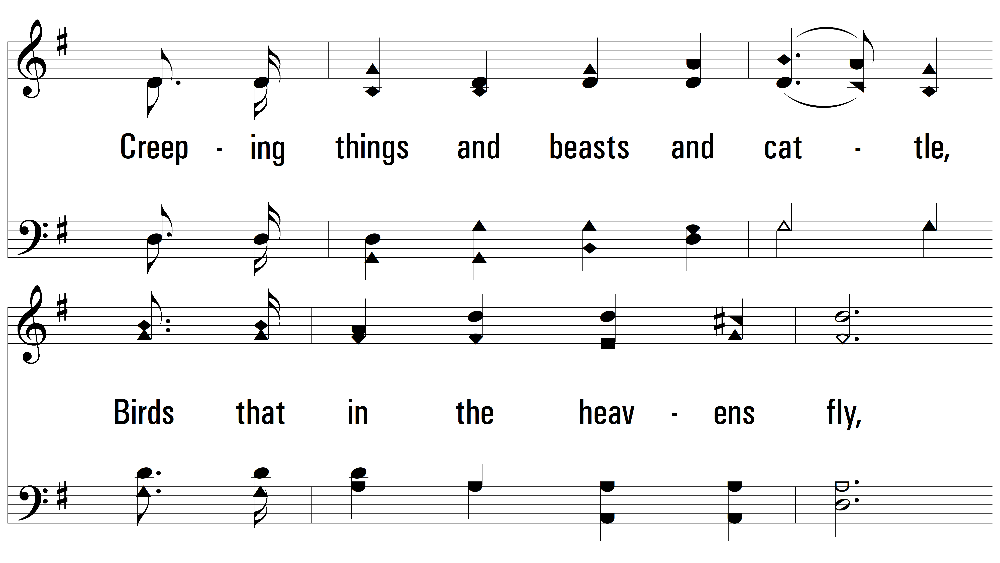 Creep - ing things and beasts and cat - tle,
Birds that in the heav - ens fly,